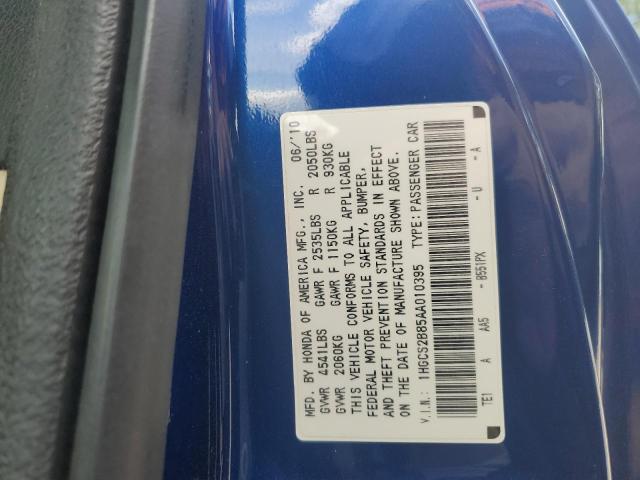 MFD. BY HONDA OF AMERICA MFG., INC. 06/'10
GVWR 4541LBS GAWR F 2535LBS R 2050LBS
GVWR 2060KG GAWR F 1150KG R 930KG
THIS VEHICLE CONFORMS TO ALL APPLICABLE
FEDERAL MOTOR VEHICLE SAFETY, BUMPER,
AND THEFT PREVENTION STANDARDS IN EFFECT
ON THE DATE OF MANUFACTURE SHOWN ABOVE.
V.I.N.: 1HGCS2B85AA010395 TYPE: PASSENGER CAR
TE1 A AA5 - B551PX - U - A